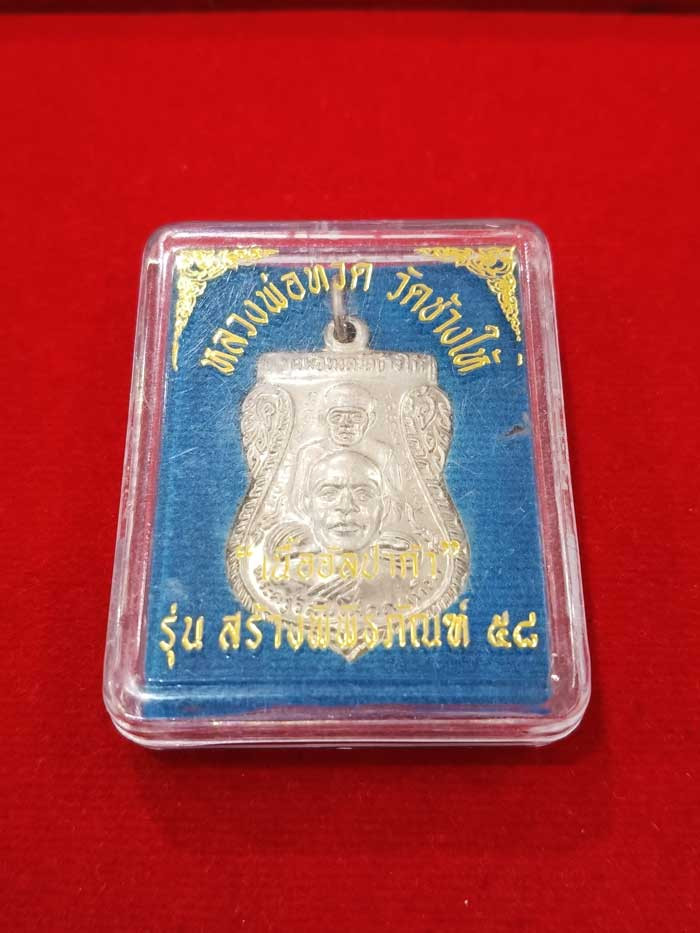 หลวงพ่อทวด วัดช้างให้
"เนื้ออัลปาก้า"
รุ่น สร้างพิพิธภัณฑ์ ๕๘